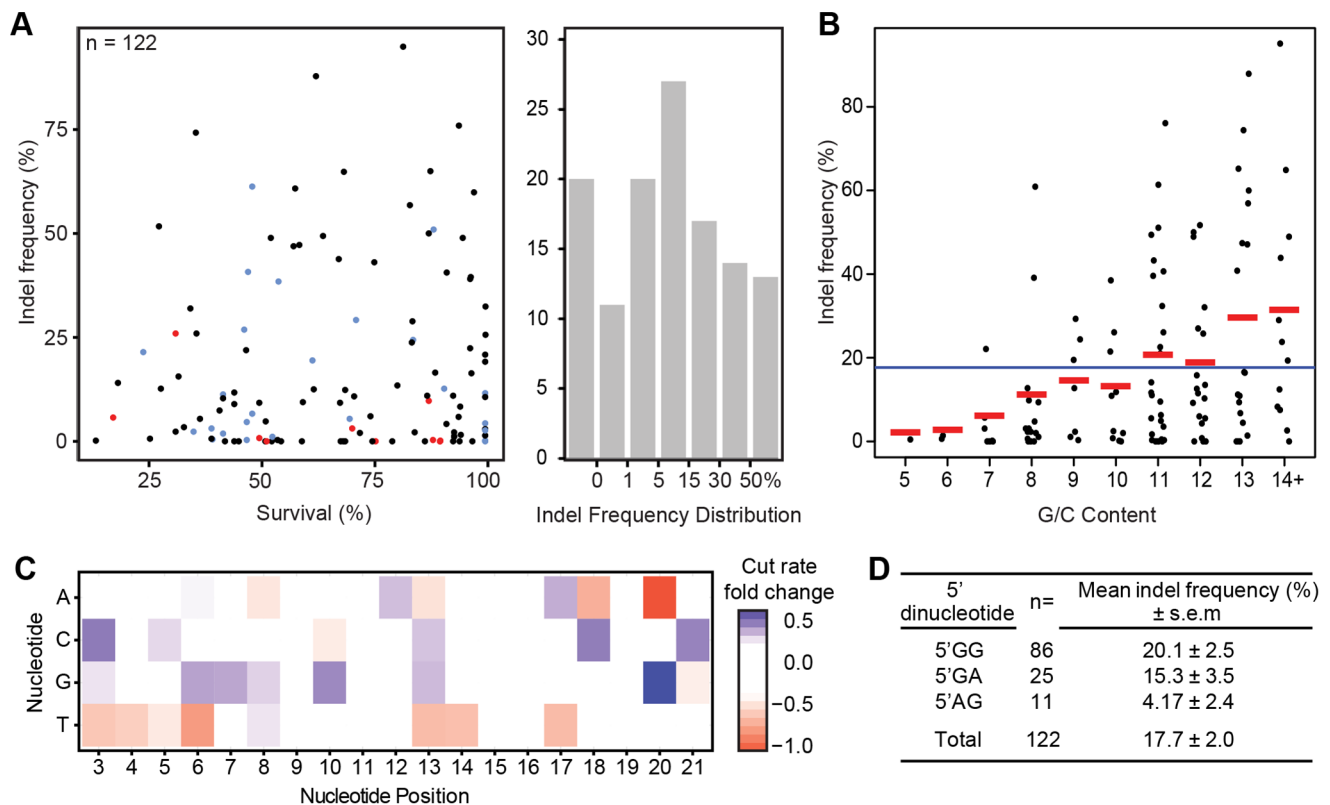 A
n = 122
Indel frequency (%)
75
50
25
0
25
50
75
100
Survival (%)
30
25
20
15
10
5
0
0
1
5
15
30
50%
Indel Frequency Distribution
B
Indel frequency (%)
80
60
40
20
0
5
6
7
8
9
10
11
12
13
14+
G/C Content
C
Nucleotide
A
C
G
T
3 4 5 6 7 8 9 10 11 12 13 14 15 16 17 18 19 20 21
Nucleotide Position
Cut rate
fold change
0.5
0.0
−0.5
−1.0
D
5’ dinucleotide n= Mean indel frequency (%) ± s.e.m
5’GG 86 20.1 ± 2.5
5’GA 25 15.3 ± 3.5
5’AG 11 4.17 ± 2.4
Total 122 17.7 ± 2.0